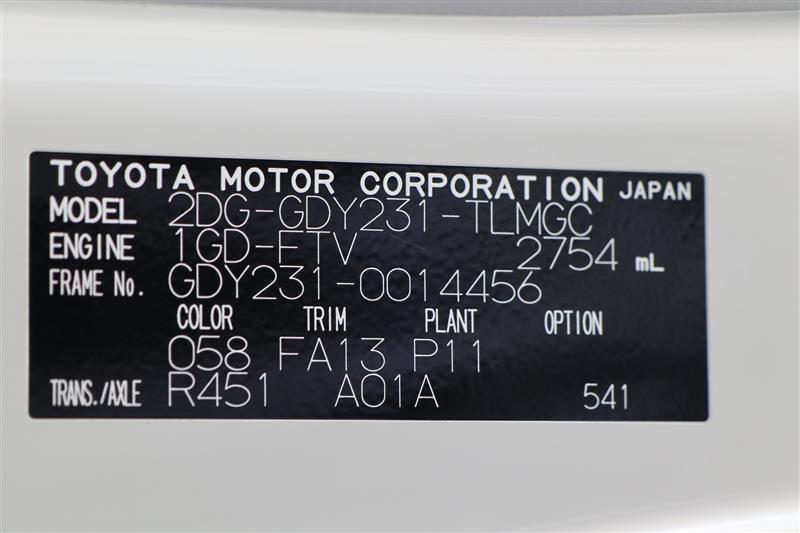 TOYOTA MOTOR CORPORATION JAPAN
MODEL 2DG-GDY231-TLMGC
ENGINE 1GD-FTV 2754 mL
FRAME No. GDY231-0014456
COLOR TRIM PLANT OPTION
058 FA13 P11
TRANS./AXLE R451 A01A 541